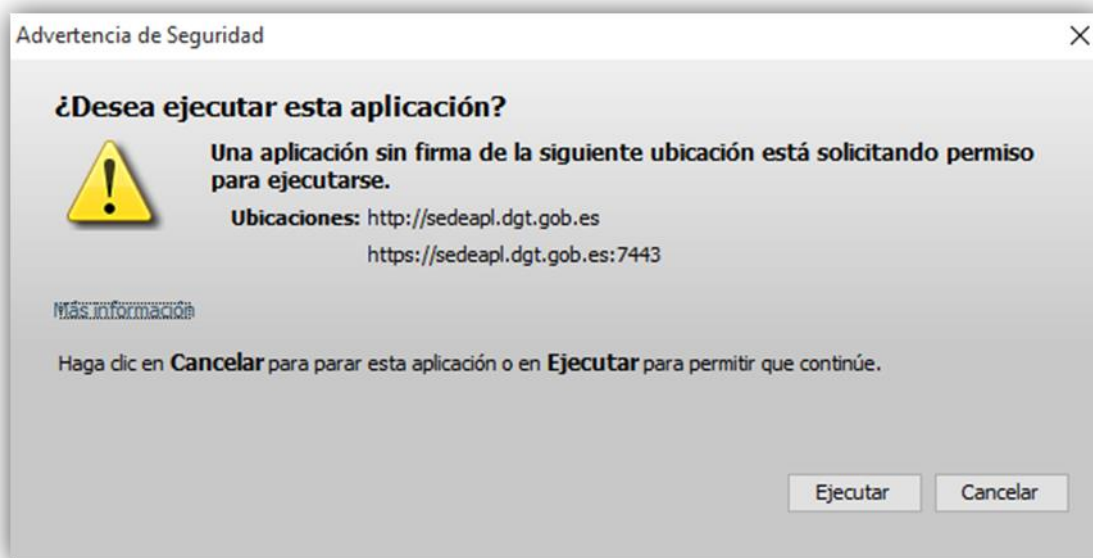 Advertencia de Seguridad
¿Desea ejecutar esta aplicación?
Una aplicación sin firma de la siguiente ubicación está solicitando permiso
para ejecutarse.
Ubicaciones: http://sedeapl.dgt.gob.es
https://sedeapl.dgt.gob.es:7443
Más información
Haga clic en Cancelar para parar esta aplicación o en Ejecutar para permitir que continúe.
Ejecutar Cancelar